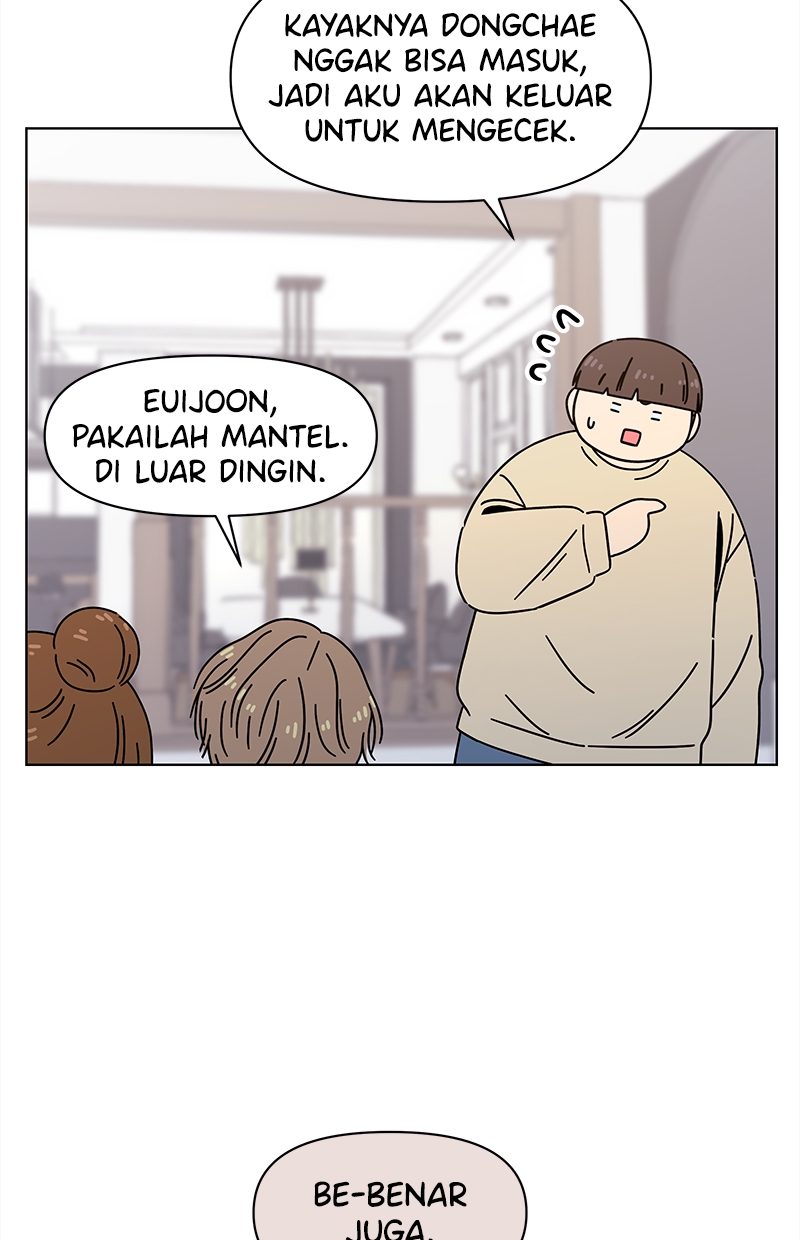 KAYAKNYA DONGCHAE
NGGAK BISA MASUK,
JADI AKU AKAN KELUAR
UNTUK MENGECEK.
EUIJOON,
PAKAILAH MANTEL.
DI LUAR DINGIN.
BE-BENAR
JUGA.